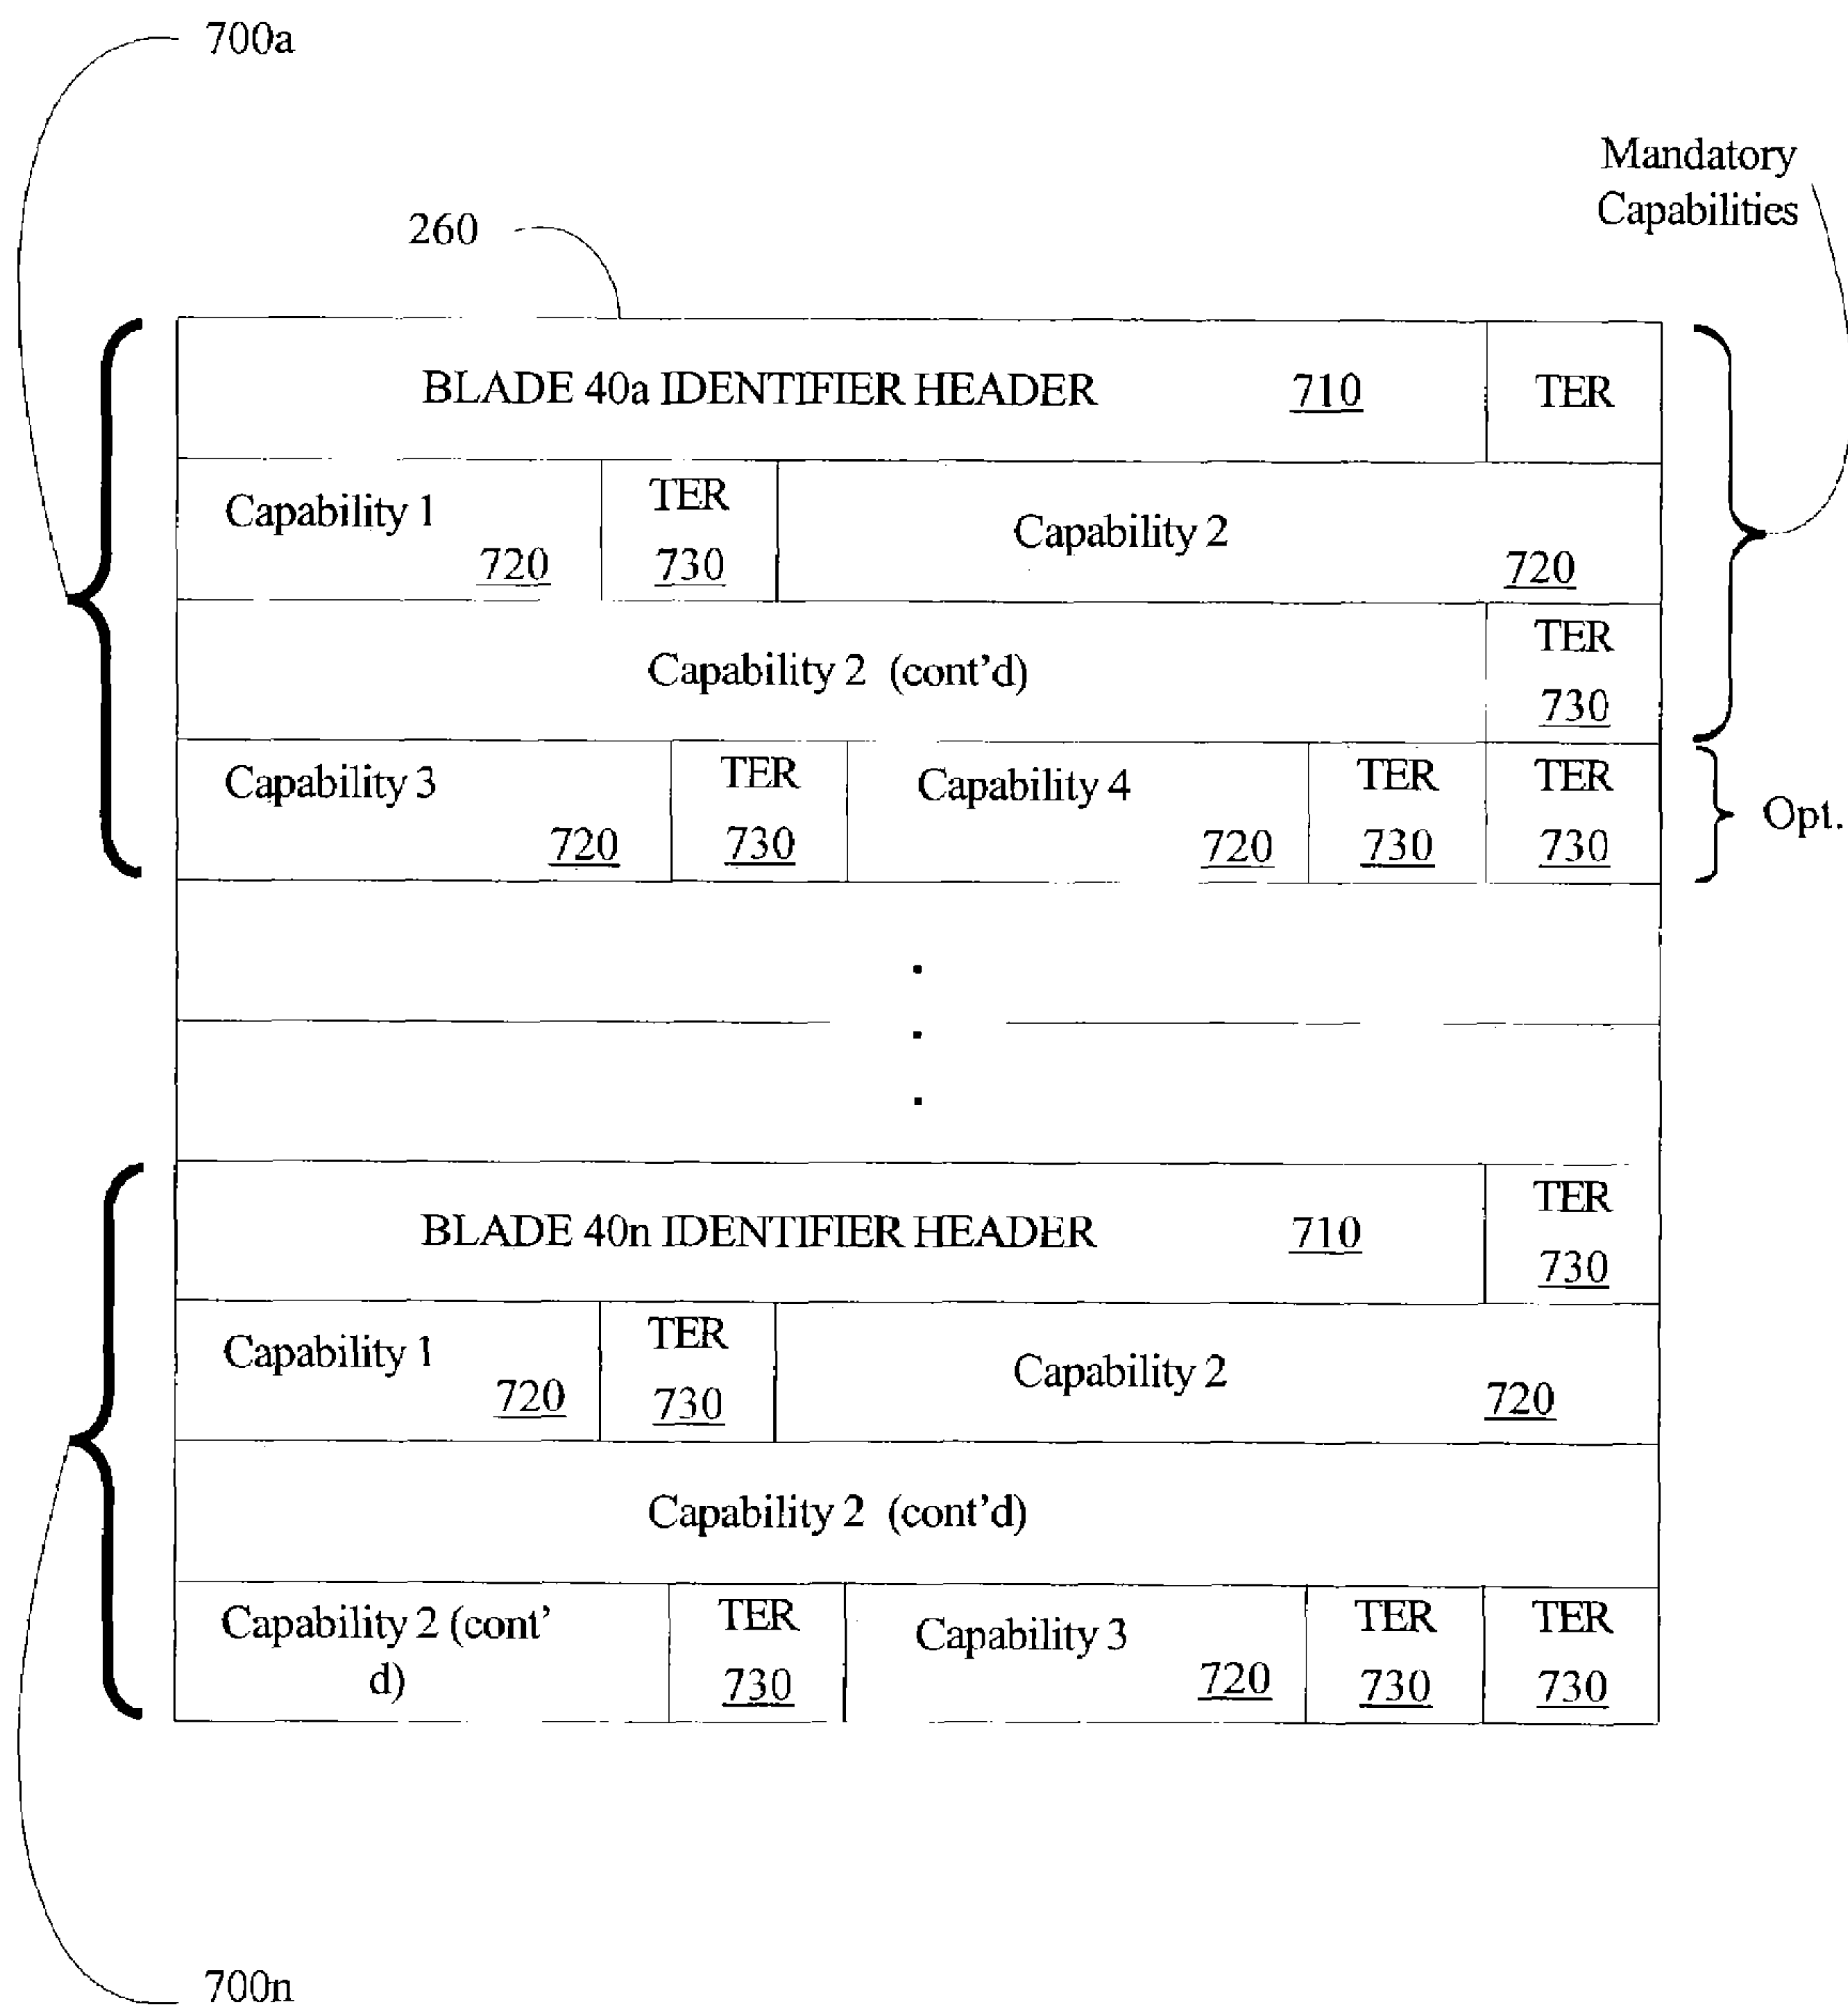 700a
Mandatory
Capabilities
260
BLADE 40a IDENTIFIER HEADER 710 TER
Capability 1 720 TER 730 Capability 2 720
Capability 2 (cont'd) TER 730
Capability 3 720 TER 730 Capability 4 720 TER 730 TER 730 Opt.
BLADE 40n IDENTIFIER HEADER 710 TER 730
Capability 1 720 TER 730 Capability 2 720
Capability 2 (cont'd)
Capability 2 (cont'
d) TER 730 Capability 3 720 TER 730 TER 730
700n